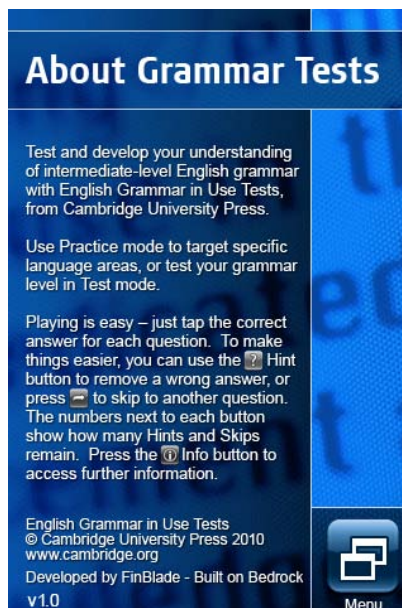 About Grammar Tests
Test and develop your understanding
of intermediate-level English grammar
with English Grammar in Use Tests,
from Cambridge University Press.
Use Practice mode to target specific
language areas, or test your grammar
level in Test mode.
Playing is easy – just tap the correct
answer for each question. To make
things easier, you can use the ? Hint
button to remove a wrong answer, or
press to skip to another question.
The numbers next to each button
show how many Hints and Skips
remain. Press the Info button to
access further information.
English Grammar in Use Tests
© Cambridge University Press 2010
www.cambridge.org
Developed by FinBlade - Built on Bedrock
v1.0
Menu